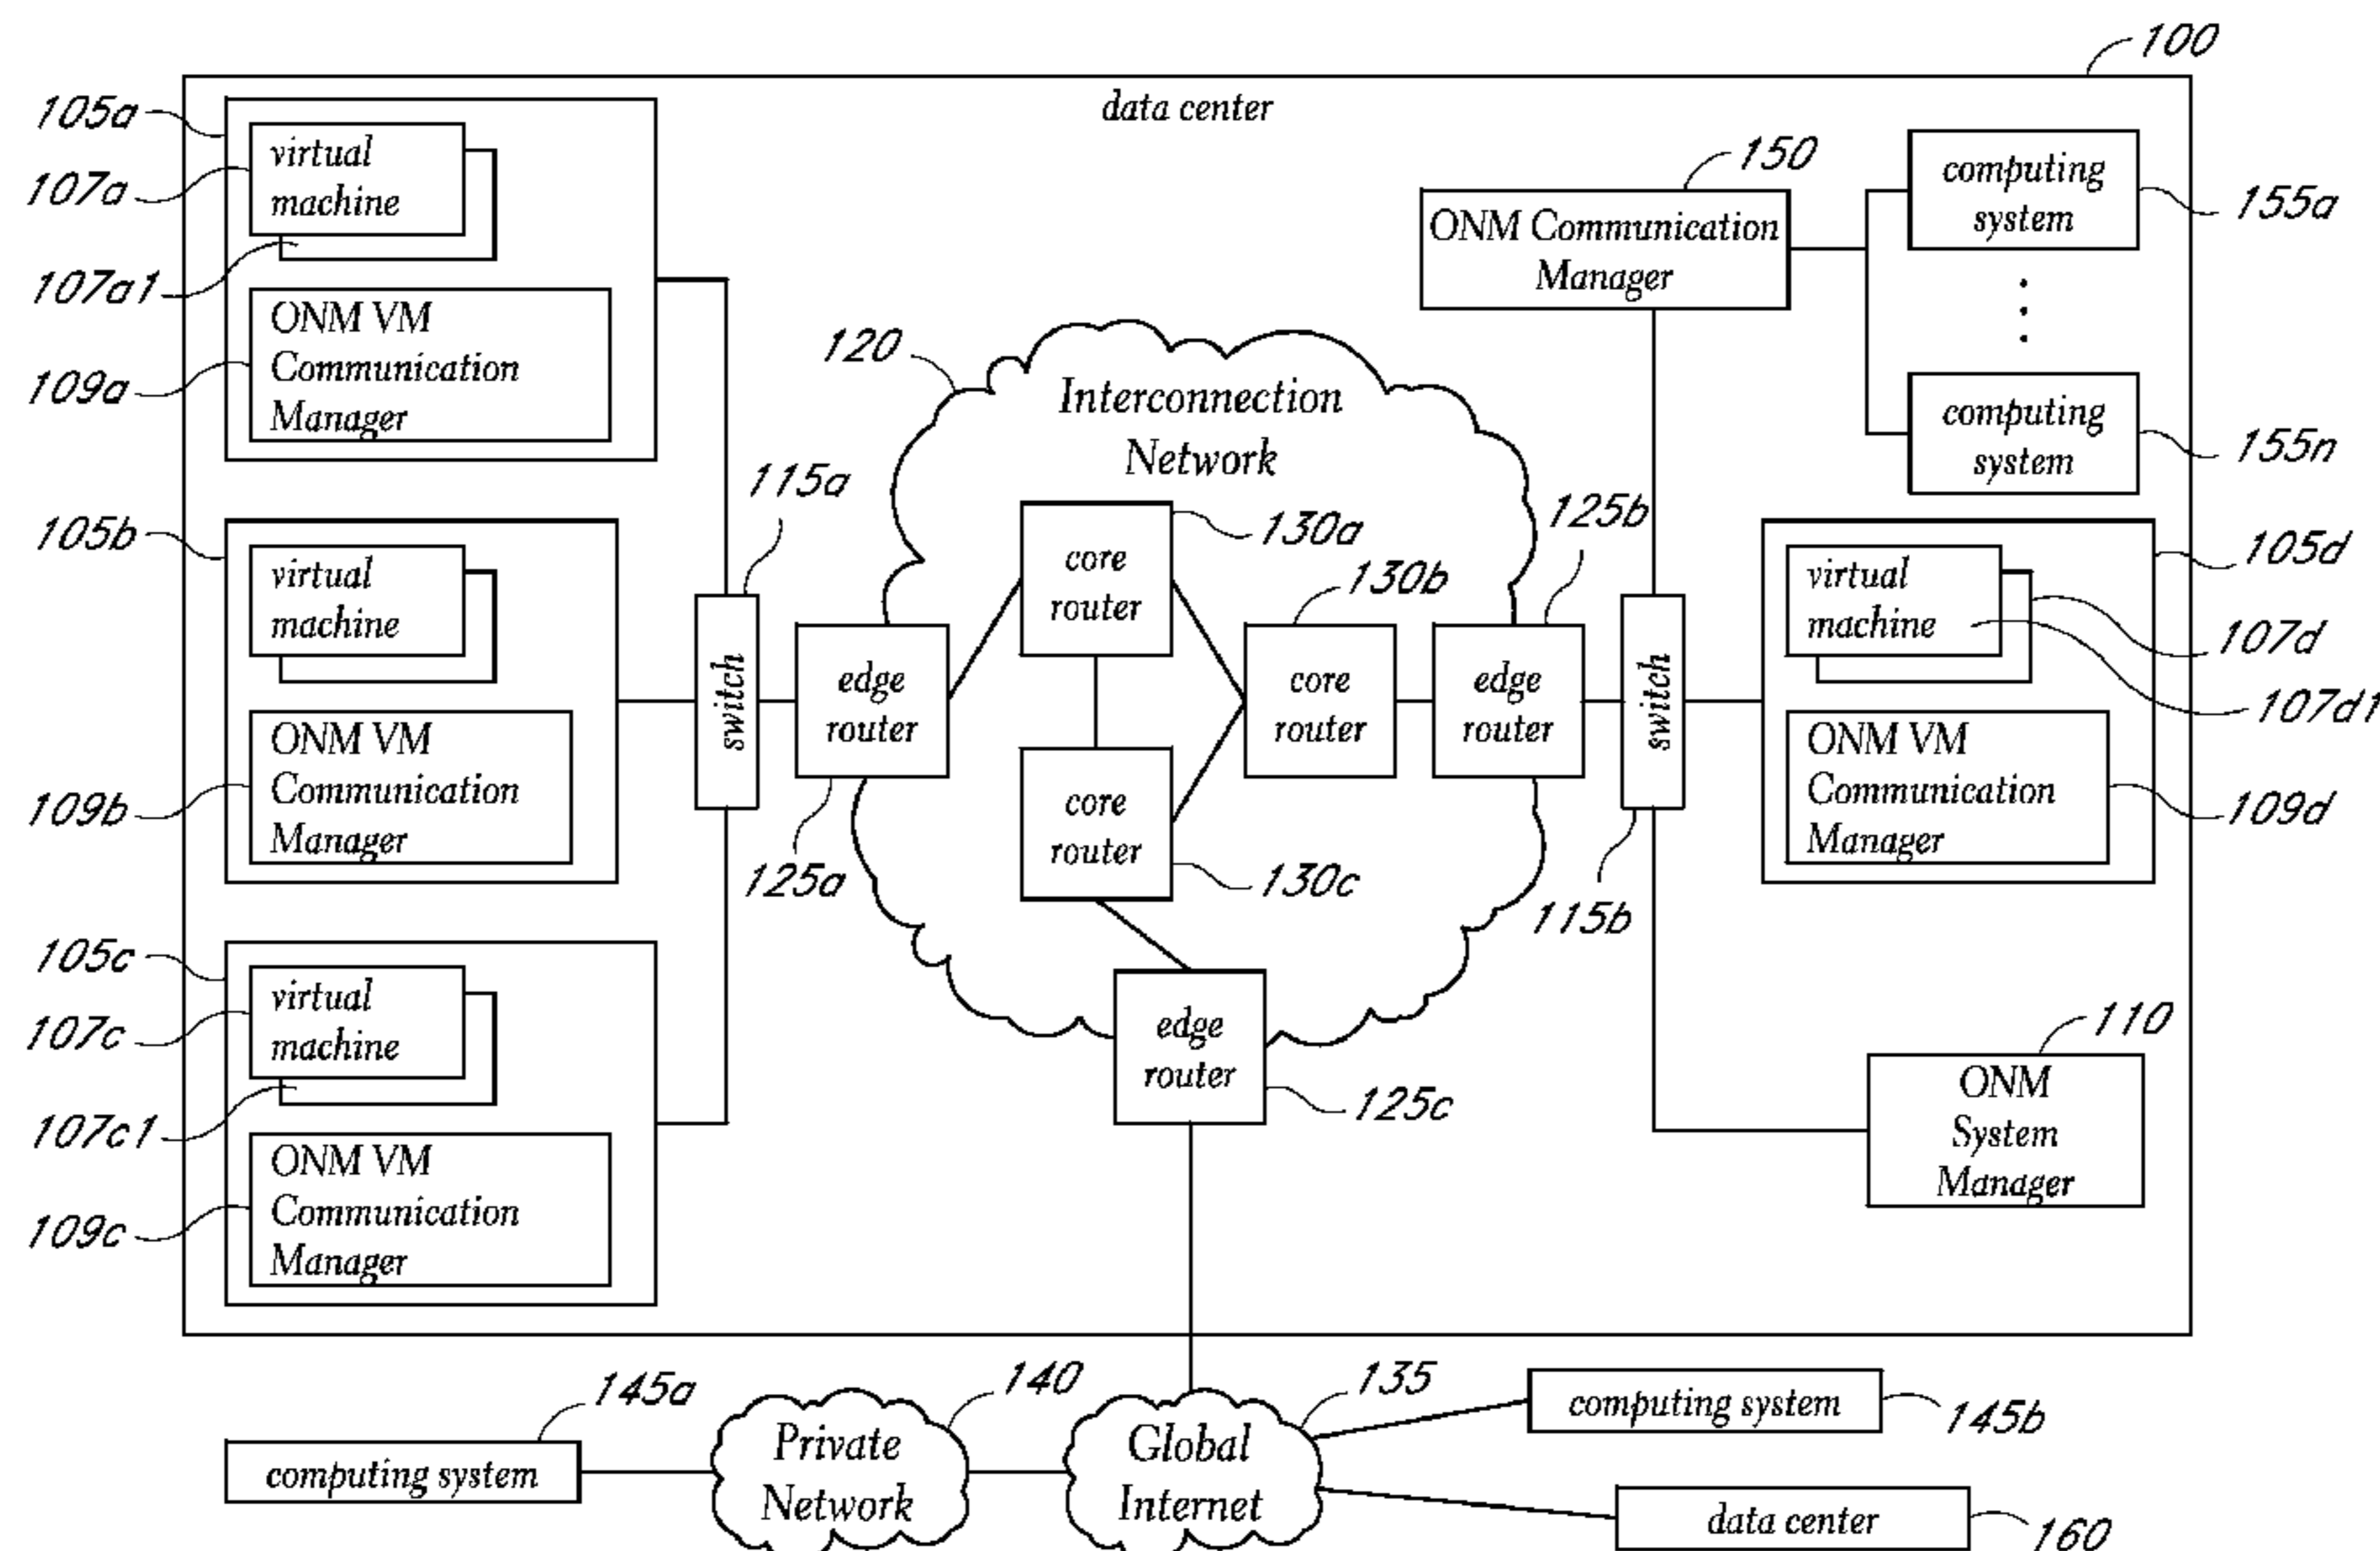 100
data center
105a
virtual
machine
107a
107a1
ONM VM
Communication
Manager
109a
150
ONM Communication
Manager
computing
system
155a
computing
system
155n
120
Interconnection
Network
115a
switch
105b
virtual
machine
ONM VM
Communication
Manager
109b
edge
router
125a
core
router
130a
core
router
130b
core
router
130c
edge
router
125b
switch
115b
105d
virtual
machine
107d
107d1
ONM VM
Communication
Manager
109d
105c
virtual
machine
107c
107c1
ONM VM
Communication
Manager
109c
edge
router
125c
110
ONM
System
Manager
145a
computing system
140
Private
Network
135
Global
Internet
computing system
145b
data center
160